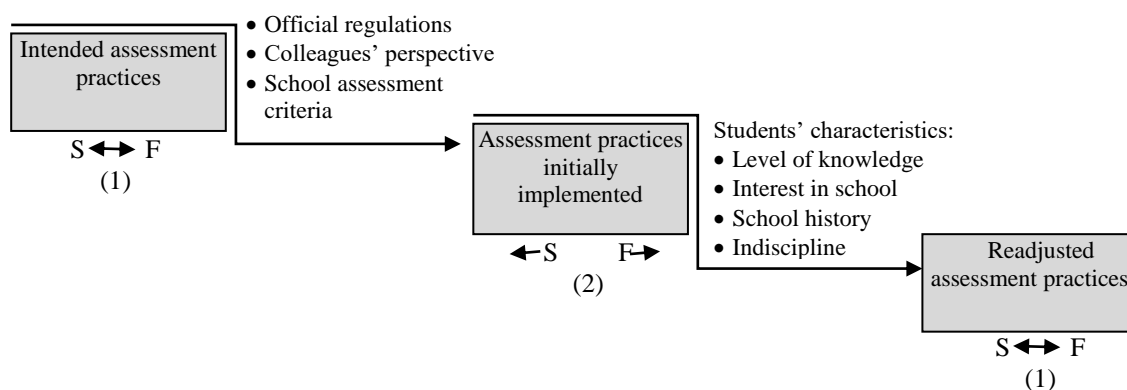 Intended assessment
practices
S F
(1)
• Official regulations
• Colleagues’ perspective
• School assessment
criteria
Assessment practices
initially
implemented
S F
(2)
Students’ characteristics:
• Level of knowledge
• Interest in school
• School history
• Indiscipline
Readjusted
assessment practices
S F
(1)